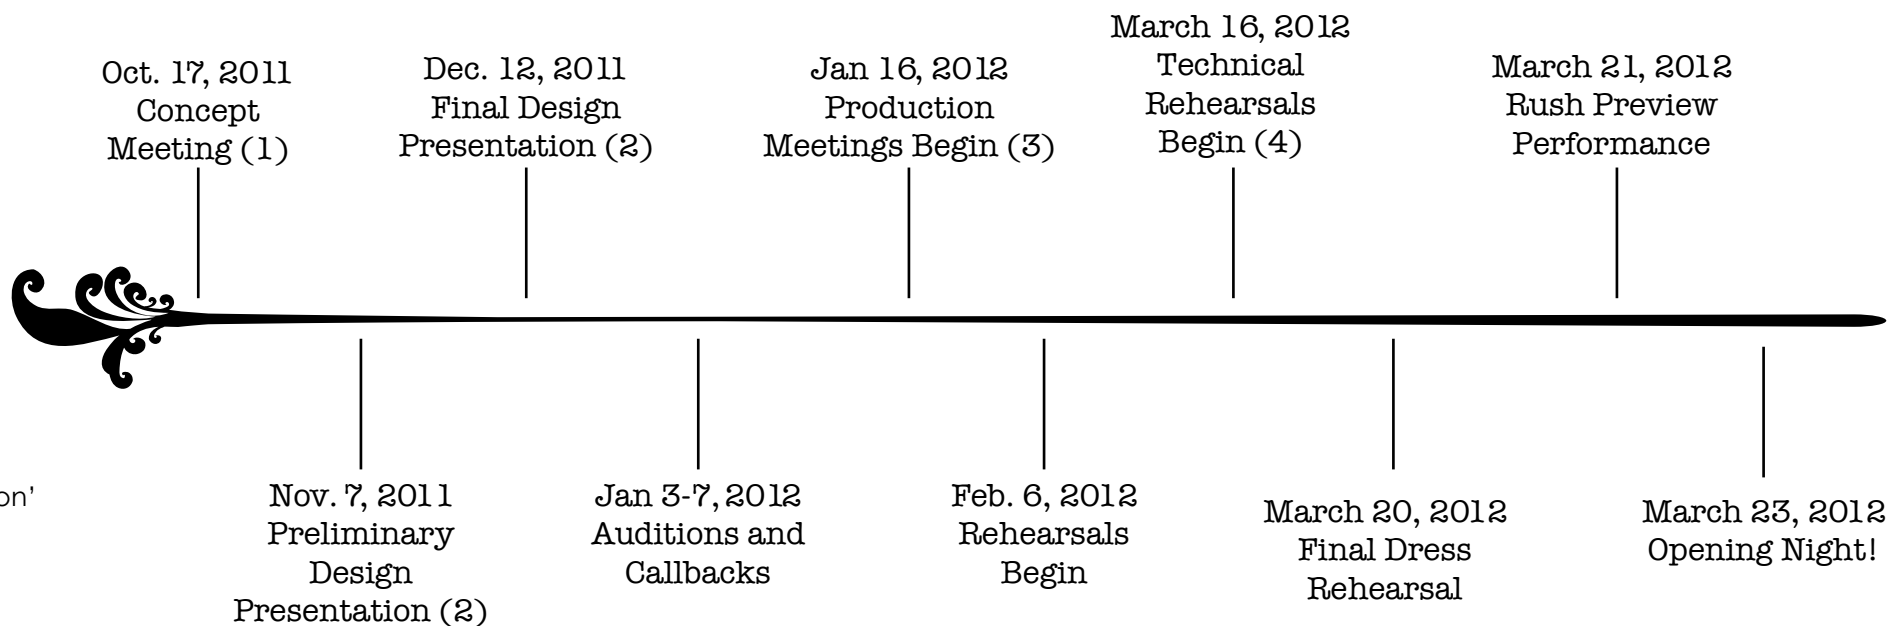 Oct. 17, 2011
Concept
Meeting (1)
Dec. 12, 2011
Final Design
Presentation (2)
Jan 16, 2012
Production
Meetings Begin (3)
March 16, 2012
Technical
Rehearsals
Begin (4)
March 21, 2012
Rush Preview
Performance
on’
Nov. 7, 2011
Preliminary
Design
Presentation (2)
Jan 3-7, 2012
Auditions and
Callbacks
Feb. 6, 2012
Rehearsals
Begin
March 20, 2012
Final Dress
Rehearsal
March 23, 2012
Opening Night!